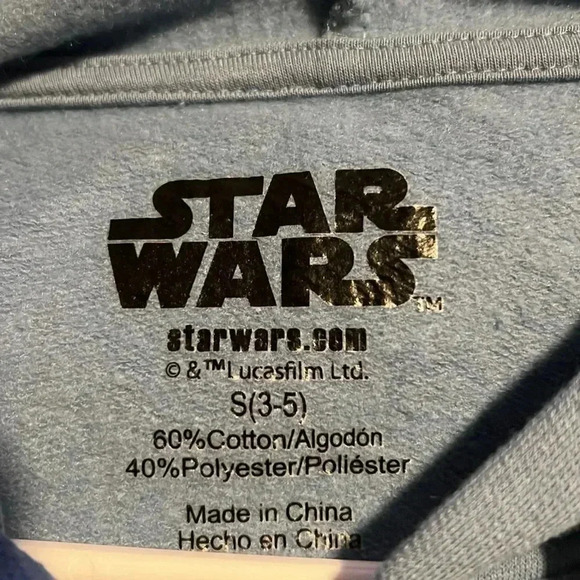 STAR
WARS™
starwars.com
© &™Lucasfilm Ltd.
S(3-5)
60%Cotton/Algodón
40%Polyester/Poliéster
Made in China
Hecho en China